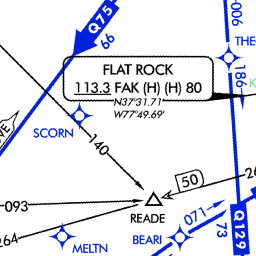 Q75
66
006
THE
FLAT ROCK
113.3 FAK (H) (H) 80
N37°31.71'
W77°49.69'
186
K
SCORN
140
50
26
093
READE
071
264
MELTN
BEARI
73
Q129